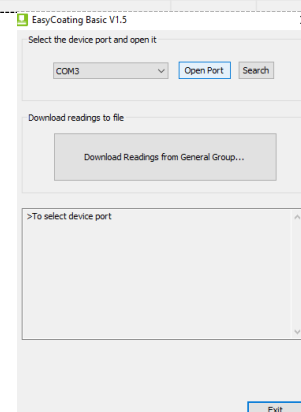 EasyCoating Basic V1.5
Select the device port and open it
COM3
Open Port
Search
Download readings to file
Download Readings from General Group...
>To select device port
Exit